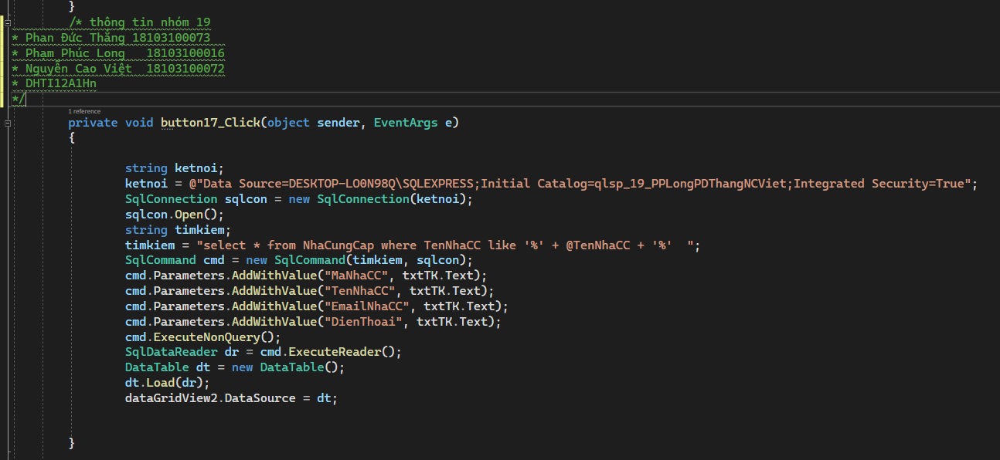 }
/* thông tin nhóm 19
* Phan Đức Thắng 18103100073
* Phạm Phúc Long   18103100016
* Nguyễn Cao Việt  18103100072
* DHTI12A1Hn
*/
1 reference
private void button17_Click(object sender, EventArgs e)
{
string ketnoi;
ketnoi = @"Data Source=DESKTOP-LO0N98Q\SQLEXPRESS;Initial Catalog=qlsp_19_PPLongPDThangNCViet;Integrated Security=True";
SqlConnection sqlcon = new SqlConnection(ketnoi);
sqlcon.Open();
string timkiem;
timkiem = "select * from NhaCungCap where TenNhaCC like '%' + @TenNhaCC + '%'  ";
SqlCommand cmd = new SqlCommand(timkiem, sqlcon);
cmd.Parameters.AddWithValue("MaNhaCC", txtTK.Text);
cmd.Parameters.AddWithValue("TenNhaCC", txtTK.Text);
cmd.Parameters.AddWithValue("EmailNhaCC", txtTK.Text);
cmd.Parameters.AddWithValue("DienThoai", txtTK.Text);
cmd.ExecuteNonQuery();
SqlDataReader dr = cmd.ExecuteReader();
DataTable dt = new DataTable();
dt.Load(dr);
dataGridView2.DataSource = dt;
}